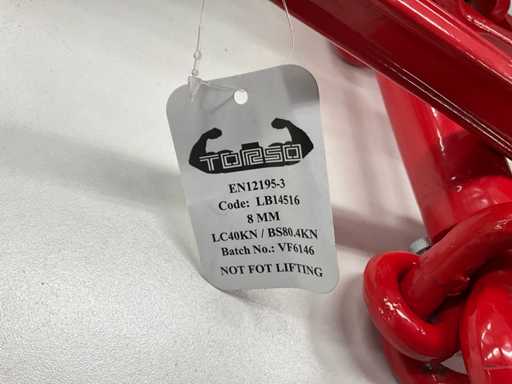 TORSO
EN12195-3
Code: LB14516
8 MM
LC40KN / BS80.4KN
Batch No.: VF6146
NOT FOT LIFTING